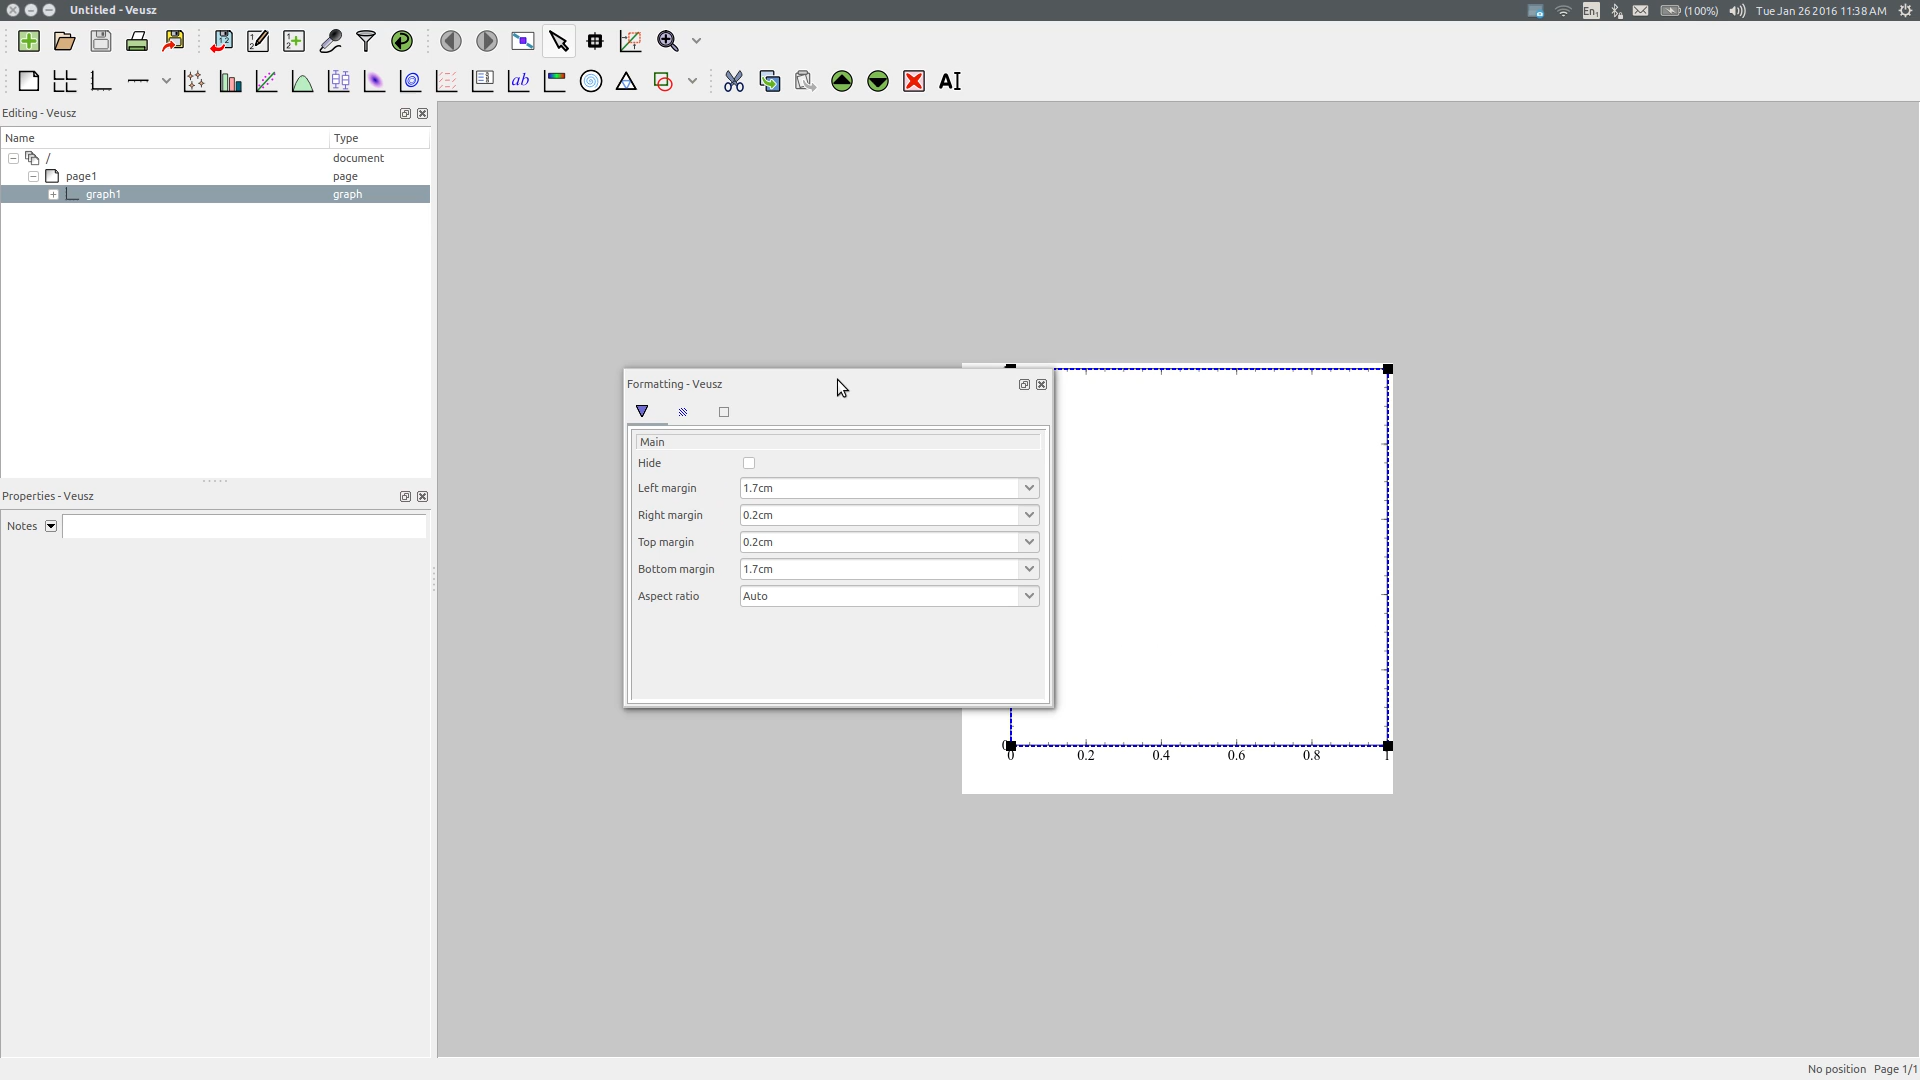 Untitled - Veusz
En1
(100%)
Tue Jan 26 2016 11:38 AM
ab
AI
Editing - Veusz
Name Type
/ document
page1 page
graph1 graph
Properties - Veusz
Notes
Formatting - Veusz
Main
Hide
Left margin 1.7cm
Right margin 0.2cm
Top margin 0.2cm
Bottom margin 1.7cm
Aspect ratio Auto
0
0 0.2 0.4 0.6 0.8 1
No position Page 1/1